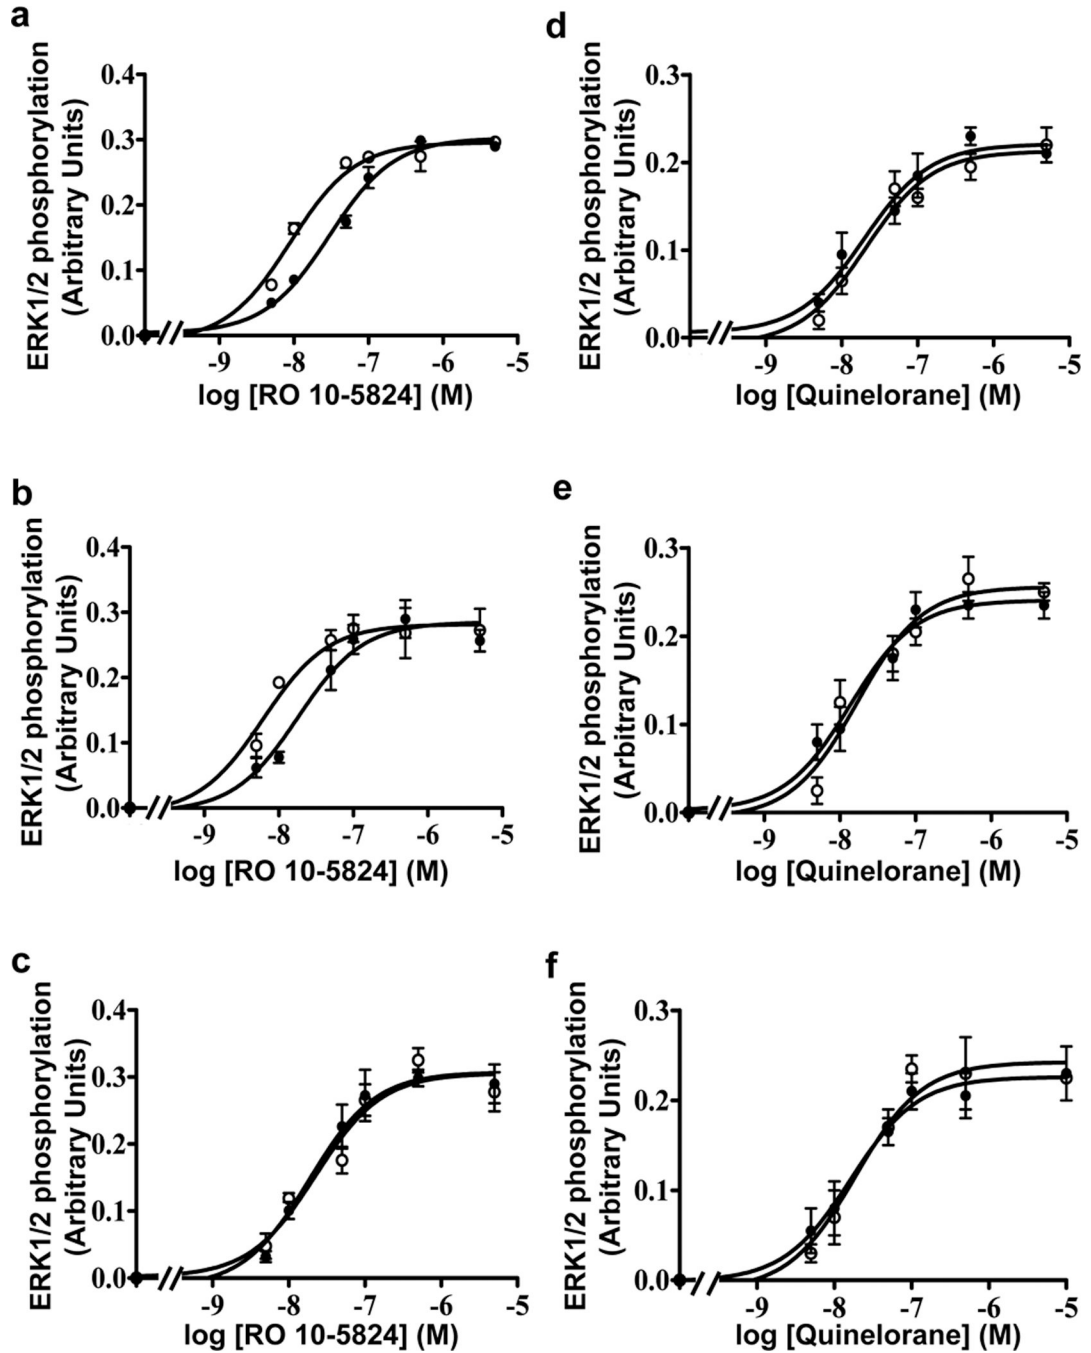 a
ERK1/2 phosphorylation
(Arbitrary Units)
0.4
0.3
0.2
0.1
0.0
-9 -8 -7 -6 -5
log [RO 10-5824] (M)
d
ERK1/2 phosphorylation
(Arbitrary Units)
0.3
0.2
0.1
0.0
-9 -8 -7 -6 -5
log [Quinelorane] (M)
b
ERK1/2 phosphorylation
(Arbitrary Units)
0.4
0.3
0.2
0.1
0.0
-9 -8 -7 -6 -5
log [RO 10-5824] (M)
e
ERK1/2 phosphorylation
(Arbitrary Units)
0.3
0.2
0.1
0.0
-9 -8 -7 -6 -5
log [Quinelorane] (M)
c
ERK1/2 phosphorylation
(Arbitrary Units)
0.4
0.3
0.2
0.1
0.0
-9 -8 -7 -6 -5
log [RO 10-5824] (M)
f
ERK1/2 phosphorylation
(Arbitrary Units)
0.3
0.2
0.1
0.0
-9 -8 -7 -6 -5
log [Quinelorane] (M)